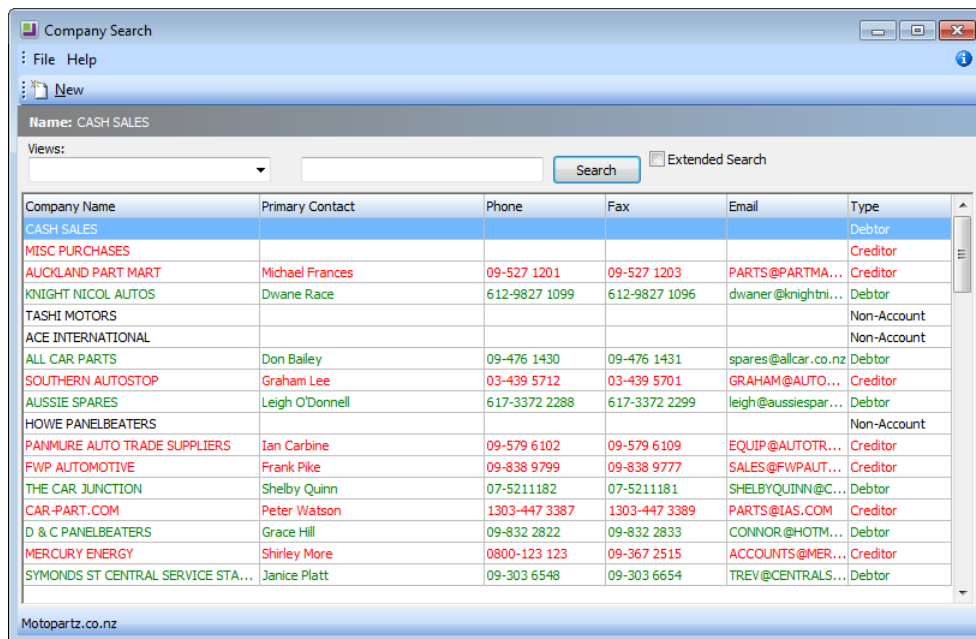 Company Search
File Help
New
Name: CASH SALES
Views:
Search Extended Search
Company Name Primary Contact Phone Fax Email Type
CASH SALES Debtor
MISC PURCHASES Creditor
AUCKLAND PART MART Michael Frances 09-527 1201 09-527 1203 PARTS@PARTMA... Creditor
KNIGHT NICOL AUTOS Dwane Race 612-9827 1099 612-9827 1096 dwaner@knightni... Debtor
TASHI MOTORS Non-Account
ACE INTERNATIONAL Non-Account
ALL CAR PARTS Don Bailey 09-476 1430 09-476 1431 spares@allcar.co.nz Debtor
SOUTHERN AUTOSTOP Graham Lee 03-439 5712 03-439 5701 GRAHAM@AUTO... Creditor
AUSSIE SPARES Leigh O'Donnell 617-3372 2288 617-3372 2299 leigh@aussiespar... Debtor
HOWE PANELBEATERS Non-Account
PANMURE AUTO TRADE SUPPLIERS Ian Carbine 09-579 6102 09-579 6109 EQUIP@AUTOTR... Creditor
FWP AUTOMOTIVE Frank Pike 09-838 9799 09-838 9777 SALES@FWPAUT... Creditor
THE CAR JUNCTION Shelby Quinn 07-5211182 07-5211181 SHELBYQUINN@C... Debtor
CAR-PART.COM Peter Watson 1303-447 3387 1303-447 3389 PARTS@IAS.COM Creditor
D & C PANELBEATERS Grace Hill 09-832 2822 09-832 2833 CONNOR@HOTM... Debtor
MERCURY ENERGY Shirley More 0800-123 123 09-367 2515 ACCOUNTS@MER... Creditor
SYMONDS ST CENTRAL SERVICE STA... Janice Platt 09-303 6548 09-303 6654 TREV@CENTRALS... Debtor
Motopartz.co.nz